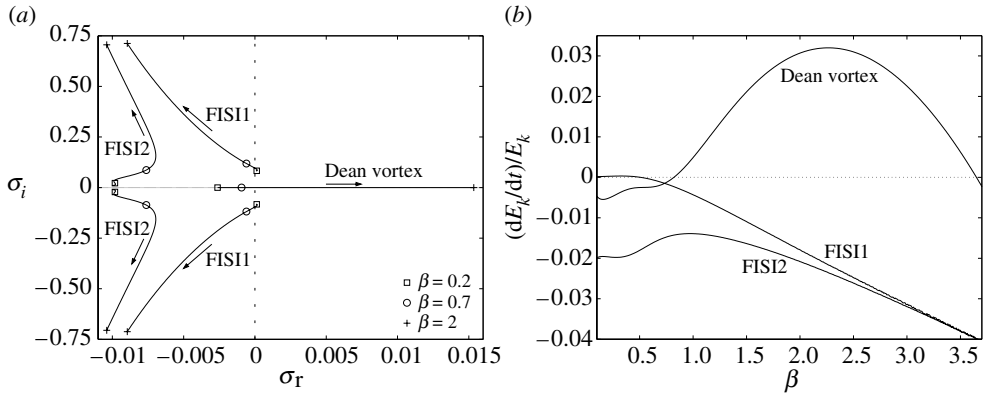 (a)
0.75
0.50
0.25
0
−0.25
−0.50
−0.75
σi
FISI1
FISI2
Dean vortex
FISI2
FISI1
β = 0.2
β = 0.7
β = 2
−0.010
−0.005
0
0.005
0.010
0.015
σr
(b)
0.03
0.02
0.01
0
−0.01
−0.02
−0.03
−0.04
((dEk/dt)/Ek
Dean vortex
FISI1
FISI2
0.5
1.0
1.5
2.0
2.5
3.0
3.5
β